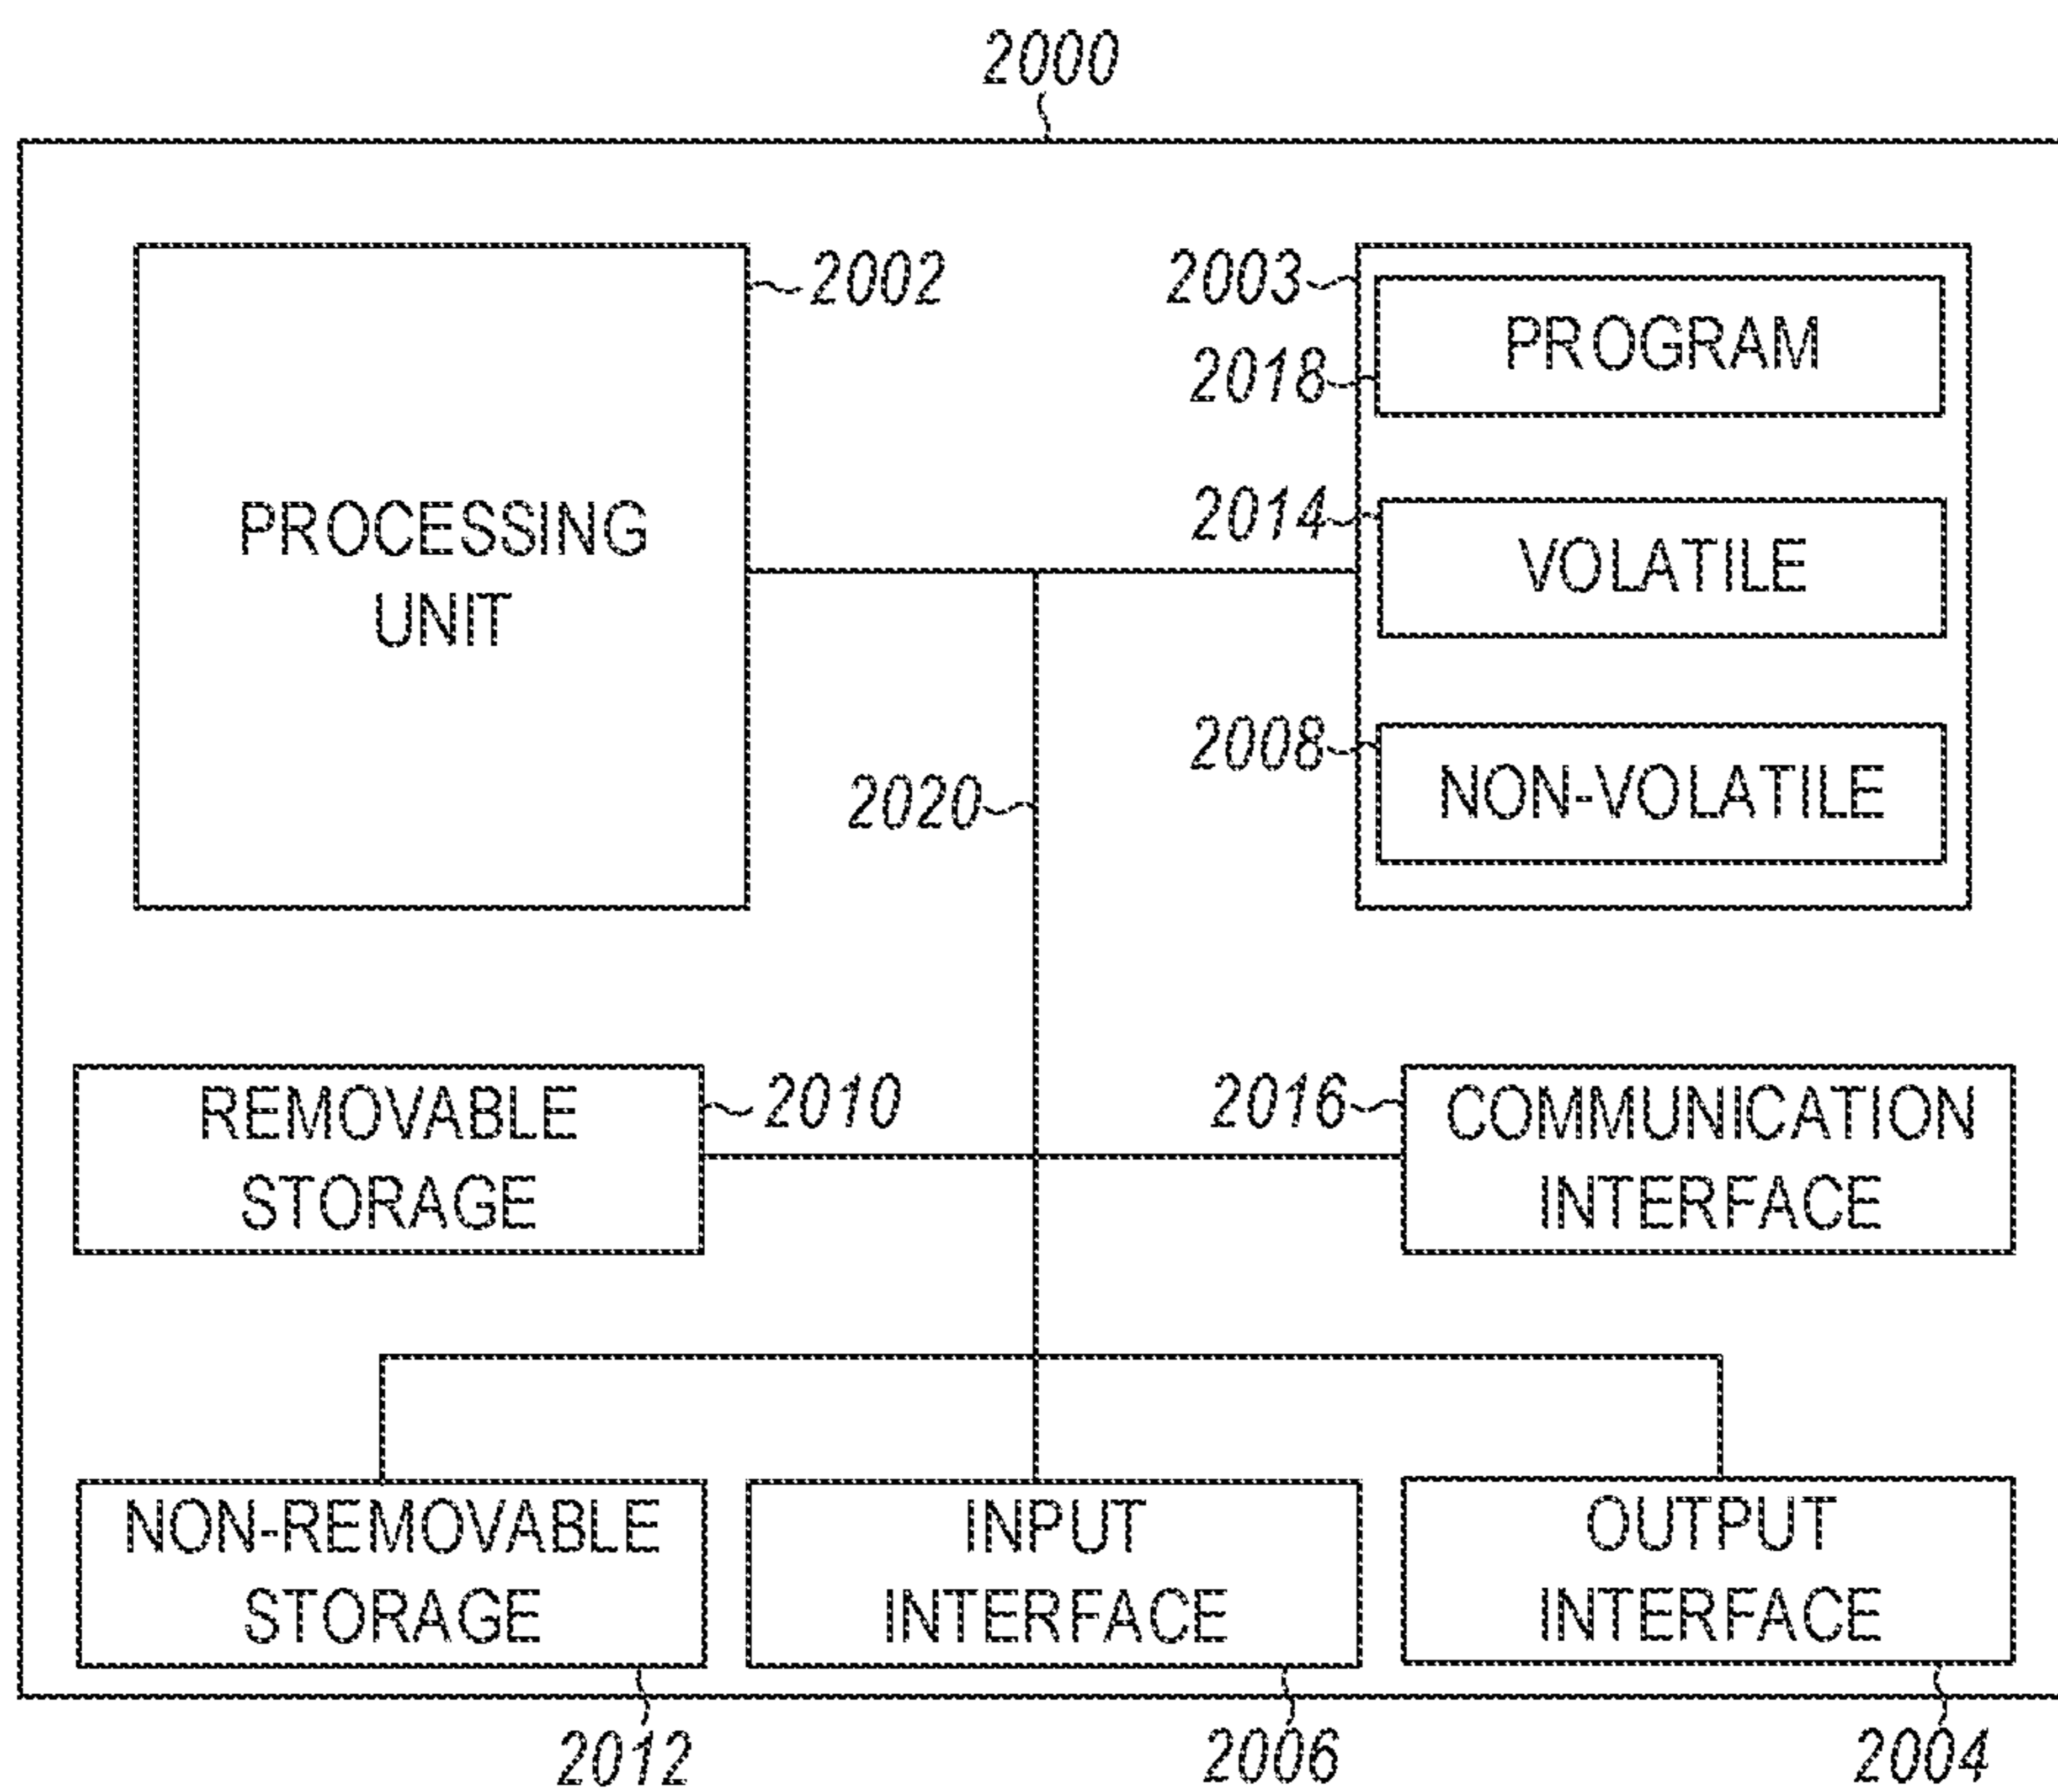 2000
2002
2003
PROGRAM
2018
PROCESSING
UNIT
2014
VOLATILE
2008
NON-VOLATILE
2020
REMOVABLE
STORAGE
2010
2016
COMMUNICATION
INTERFACE
NON-REMOVABLE
STORAGE
INPUT
INTERFACE
OUTPUT
INTERFACE
2012
2006
2004